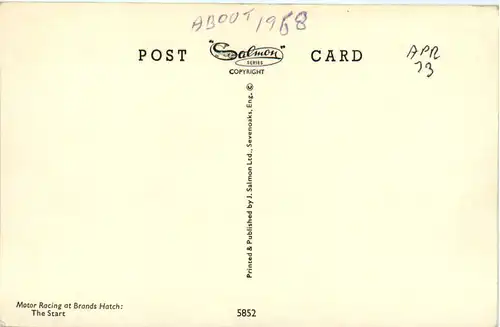 ABOUT 1968
POST "Salmon" CARD
SERIES
COPYRIGHT
APR
73
Printed & Published by J. Salmon Ltd., Sevenoaks, Eng. ©
Motor Racing at Brands Hatch:
The Start
5852